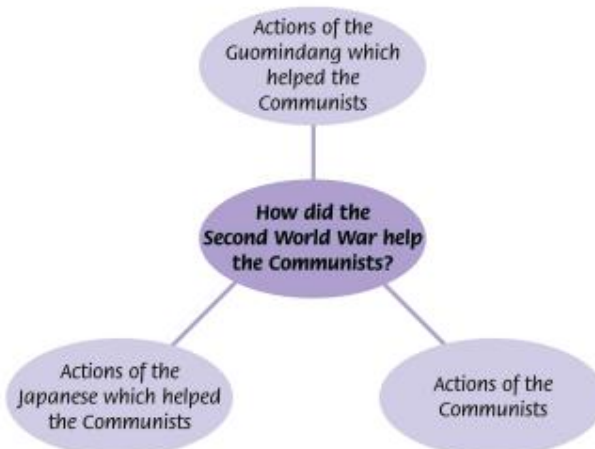 Actions of the
Guomindang which
helped the
Communists
How did the
Second World War help
the Communists?
Actions of the
Japanese which helped
the Communists
Actions of the
Communists